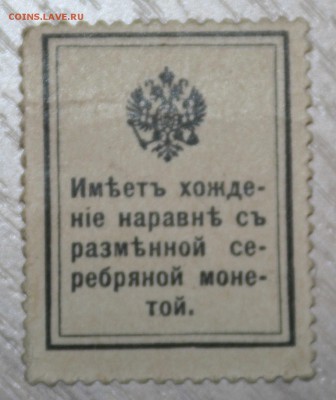 COINS.LAVE.RU
Имѣетъ хожде-
ніе наравнѣ съ
размѣнной се-
ребряной моне-
той.